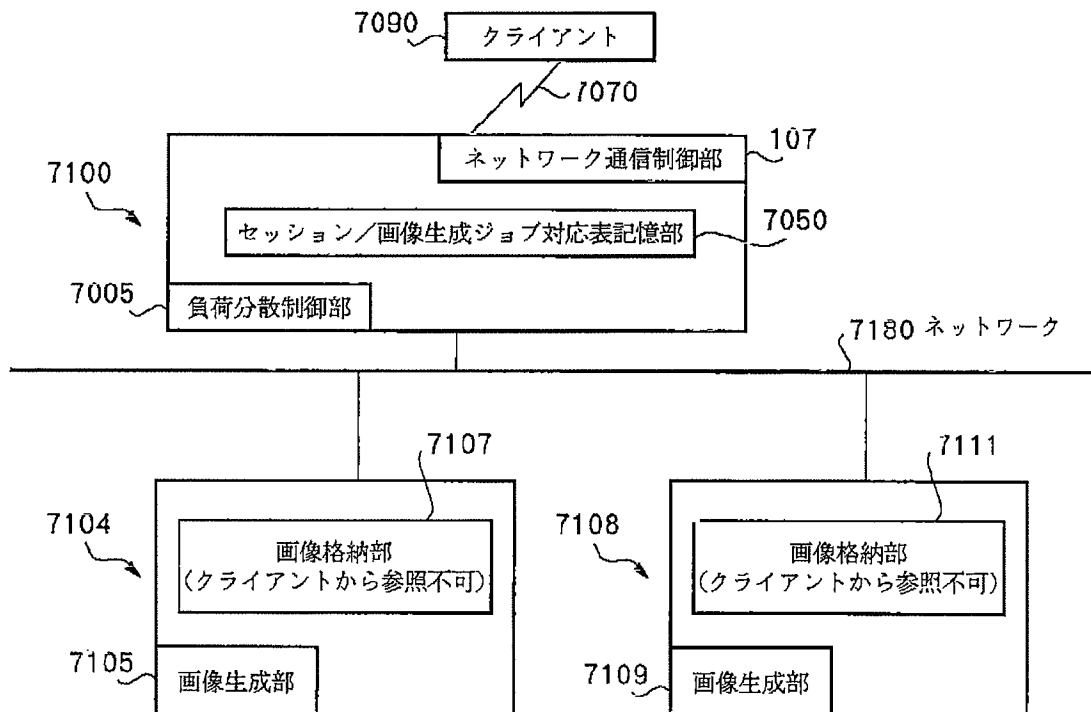 7090
クライアント
7070
107
ネットワーク通信制御部
7100
セッション/画像生成ジョブ対応表記憶部
7050
7005
負荷分散制御部
7180 ネットワーク
7107
7111
7104
画像格納部
(クライアントから参照不可)
7108
画像格納部
(クライアントから参照不可)
7105
画像生成部
7109
画像生成部